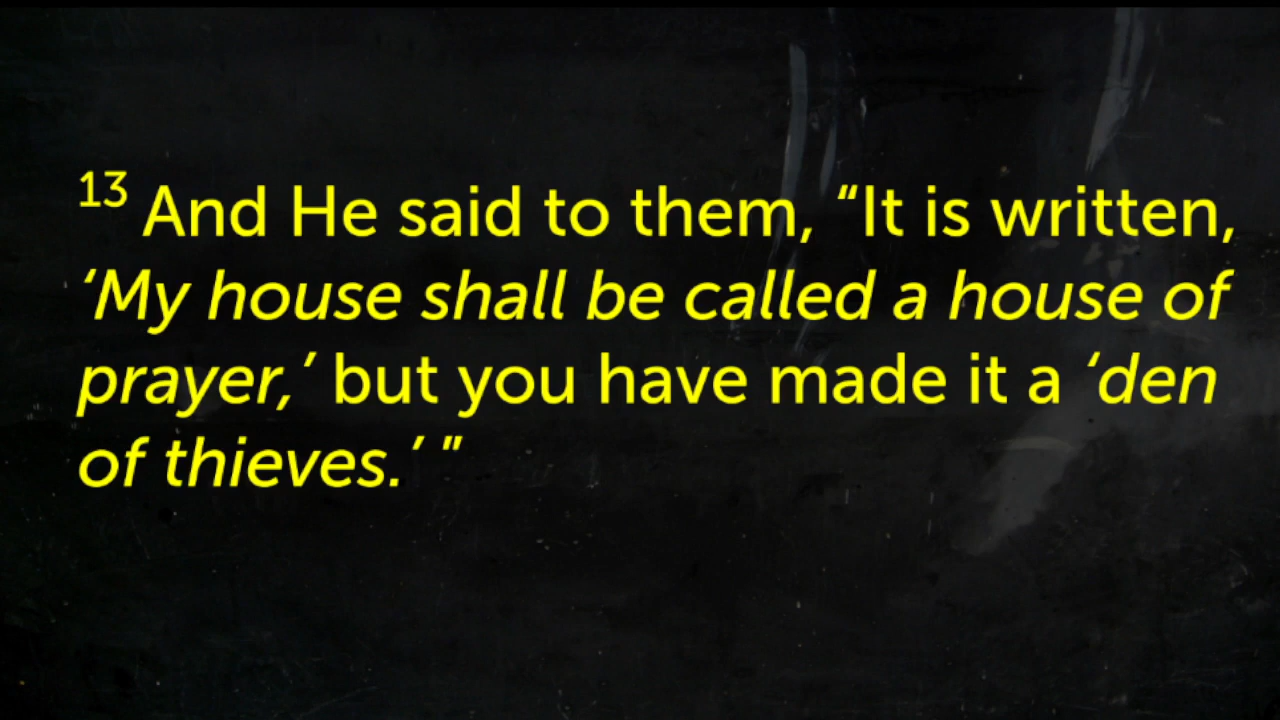 13 And He said to them, “It is written,
‘My house shall be called a house of
prayer,’ but you have made it a ‘den
of thieves.’ ”